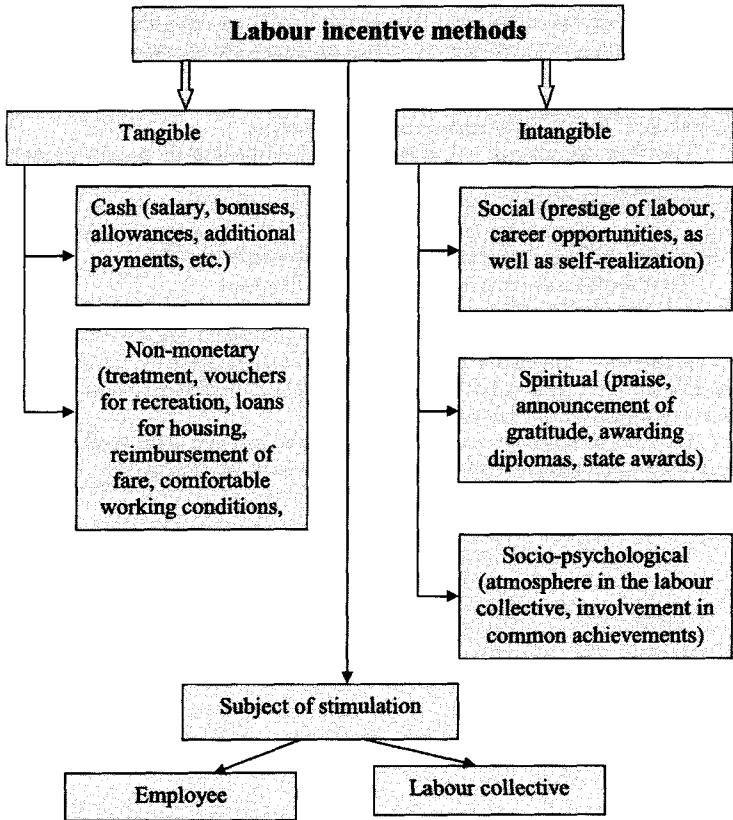 Labour incentive methods
Tangible
Cash (salary, bonuses,
allowances, additional
payments, etc.)
Non-monetary
(treatment, vouchers
for recreation, loans
for housing,
reimbursement of
fare, comfortable
working conditions,
Intangible
Social (prestige of labour,
career opportunities, as
well as self-realization)
Spiritual (praise,
announcement of
gratitude, awarding
diplomas, state awards)
Socio-psychological
(atmosphere in the labour
collective, involvement in
common achievements)
Subject of stimulation
Employee
Labour collective